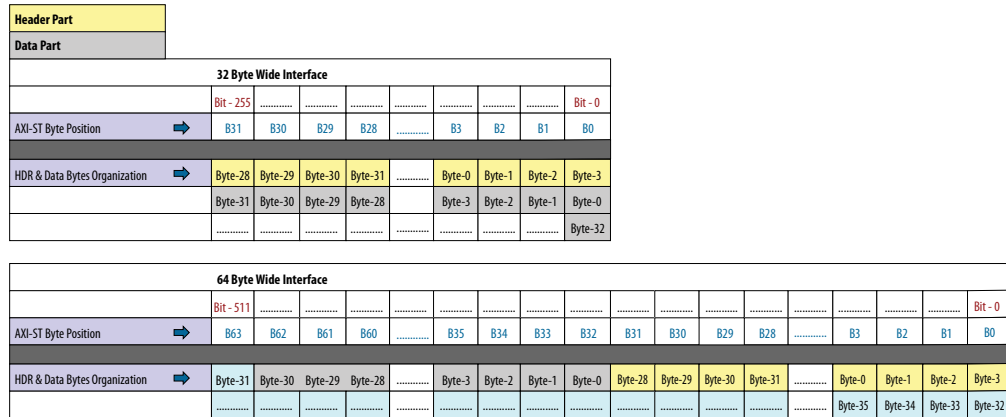 Header Part
Data Part
32 Byte Wide Interface
Bit - 255 ............ ............ ............ ............ ............ ............ ............ Bit - 0
AXI-ST Byte Position B31 B30 B29 B28 ............ B3 B2 B1 B0
HDR & Data Bytes Organization Byte-28 Byte-29 Byte-30 Byte-31 ............ Byte-0 Byte-1 Byte-2 Byte-3
Byte-31 Byte-30 Byte-29 Byte-28 Byte-3 Byte-2 Byte-1 Byte-0
............ ............ ............ ............ ............ ............ ............ ............ Byte-32
64 Byte Wide Interface
Bit - 511 ............ ............ ............ ............ ............ ............ ............ ............ ............ ............ ............ ............ ............ ............ ............ ............ Bit - 0
AXI-ST Byte Position B63 B62 B61 B60 ............ B35 B34 B33 B32 B31 B30 B29 B28 ............ B3 B2 B1 B0
HDR & Data Bytes Organization Byte-31 Byte-30 Byte-29 Byte-28 ............ Byte-3 Byte-2 Byte-1 Byte-0 Byte-28 Byte-29 Byte-30 Byte-31 ............ Byte-0 Byte-1 Byte-2 Byte-3
............ ............ ............ ............ ............ ............ ............ ............ ............ ............ ............ ............ ............ ............ Byte-35 Byte-34 Byte-33 Byte-32